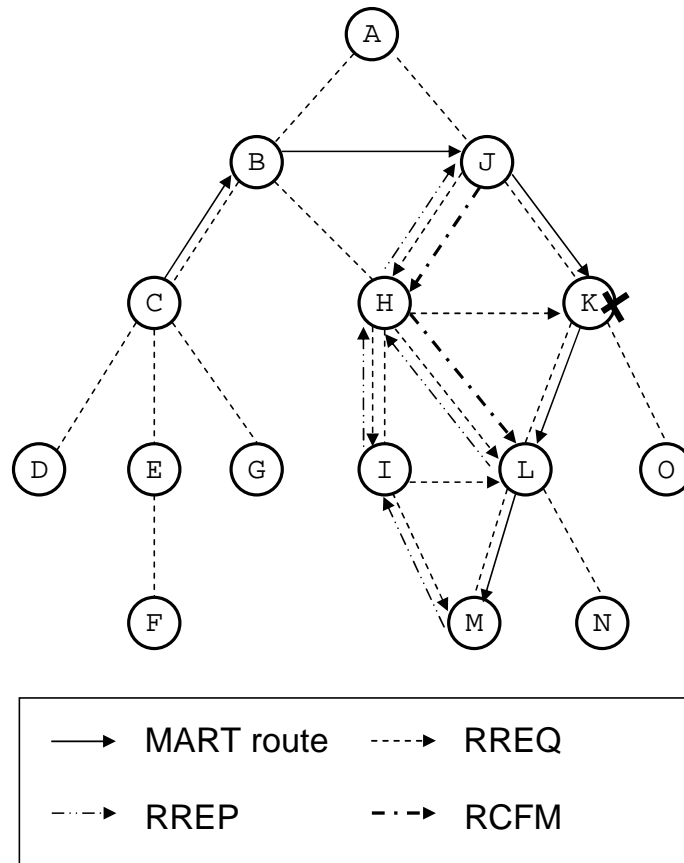 A
B J
C H K
D E G I L O
F M N
MART route RREQ
RREP RCFM